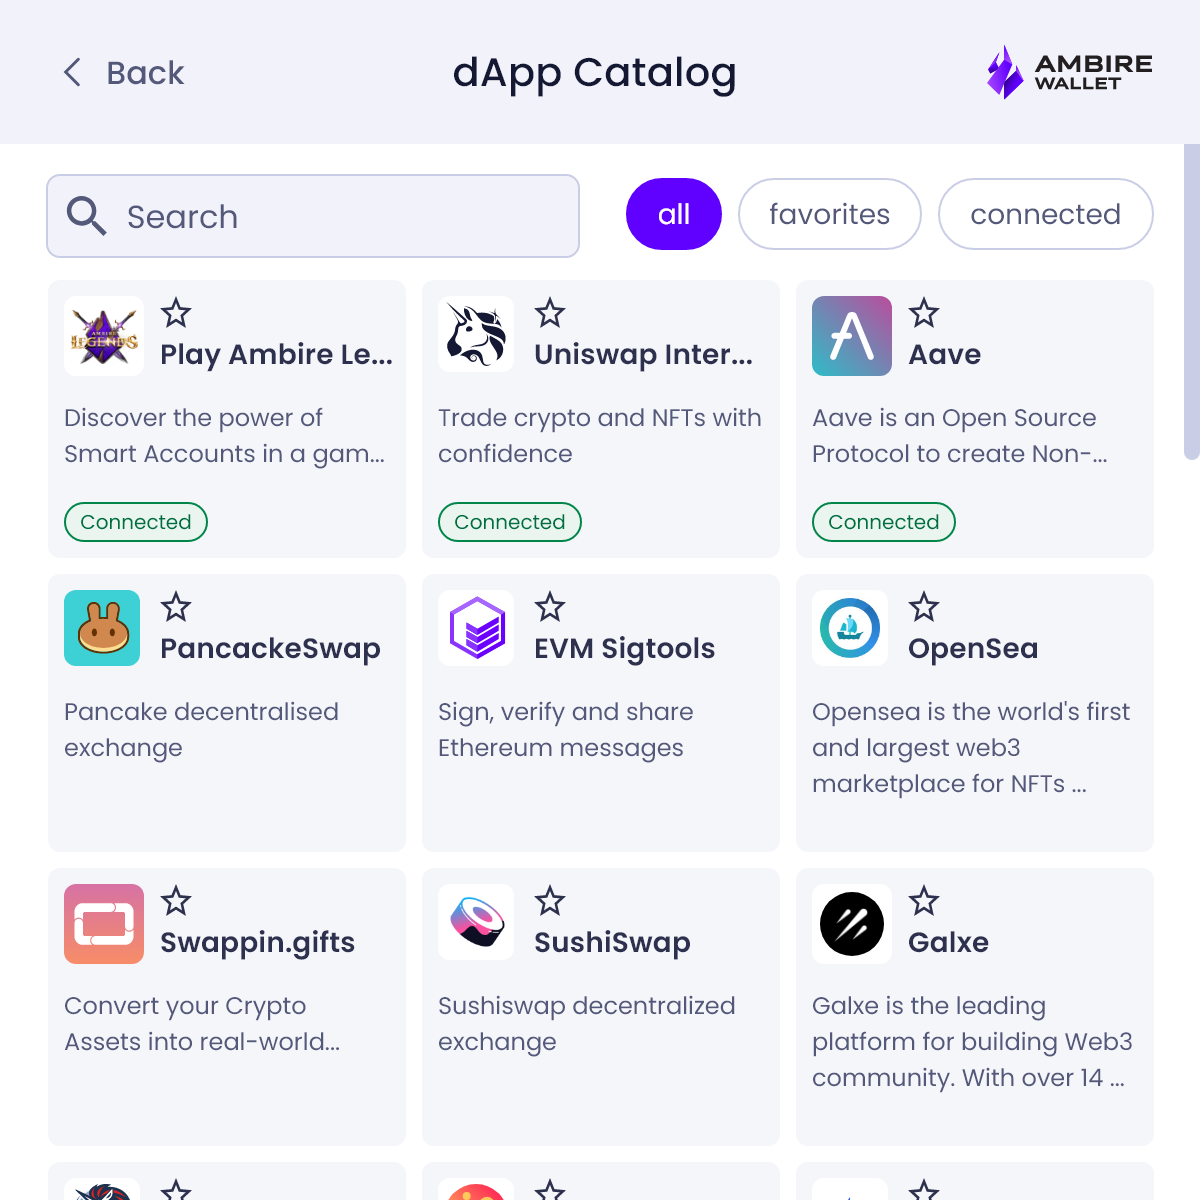 Back
dApp Catalog
AMBIRE
WALLET
Search
all
favorites
connected
AMBIRE
LEGENDS
Play Ambire Le...
Discover the power of
Smart Accounts in a gam...
Connected
Uniswap Inter...
Trade crypto and NFTs with
confidence
Connected
Aave
Aave is an Open Source
Protocol to create Non-...
Connected
PancackeSwap
Pancake decentralised
exchange
EVM Sigtools
Sign, verify and share
Ethereum messages
OpenSea
Opensea is the world's first
and largest web3
marketplace for NFTs ...
Swappin.gifts
Convert your Crypto
Assets into real-world...
SushiSwap
Sushiswap decentralized
exchange
Galxe
Galxe is the leading
platform for building Web3
community. With over 14 ...